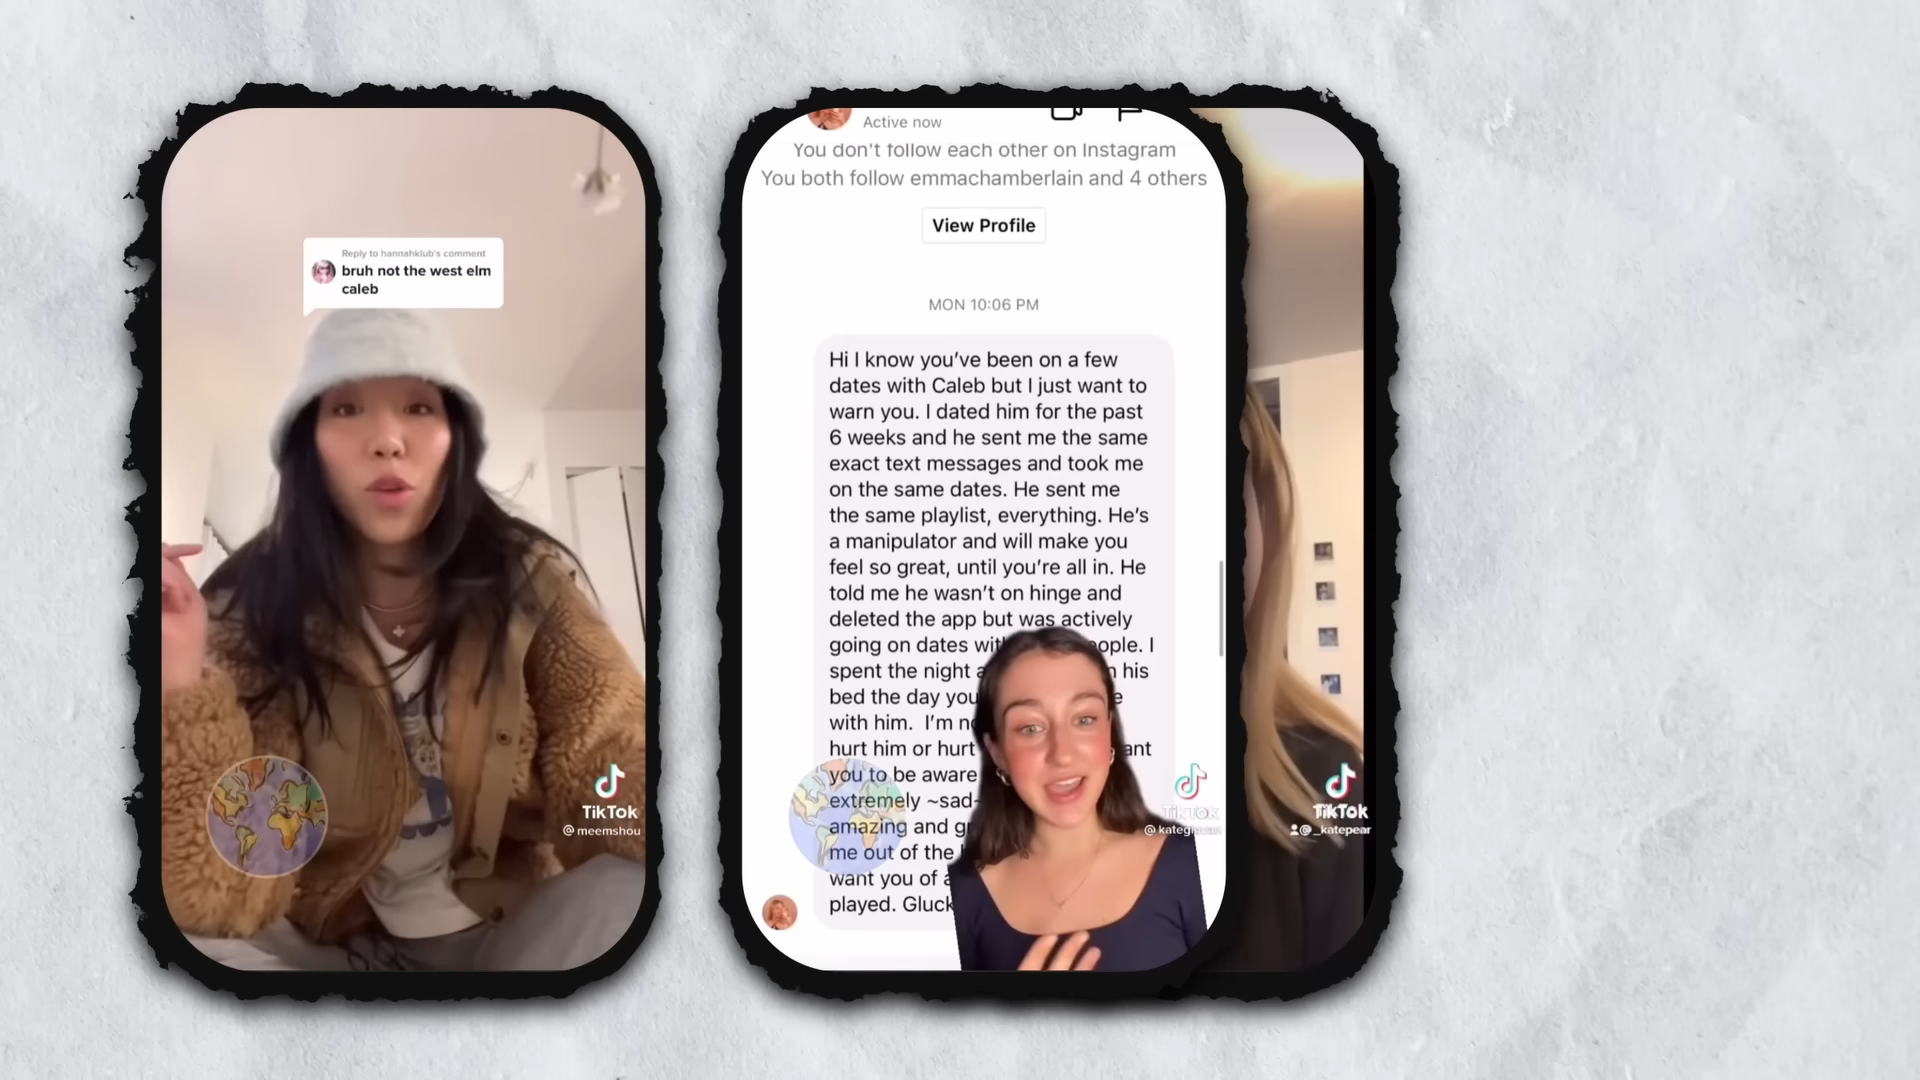 Reply to hannahklub's comment
bruh not the west elm
caleb
TikTok
@meemshou
Active now
You don't follow each other on Instagram
You both follow emmachamberlain and 4 others
View Profile
MON 10:06 PM
Hi I know you've been on a few
dates with Caleb but I just want to
warn you. I dated him for the past
6 weeks and he sent me the same
exact text messages and took me
on the same dates. He sent me
the same playlist, everything. He's
a manipulator and will make you
feel so great, until you're all in. He
told me he wasn't on hinge and
deleted the app but was actively
going on dates with
ople. I
spent the night
his
bed the day you
with him. I'm
hurt him or hurt
you to be aware
extremely ~sad
amazing and
me out of the
want you of
played. Gluck
TikTok
TikTok
@_katepear